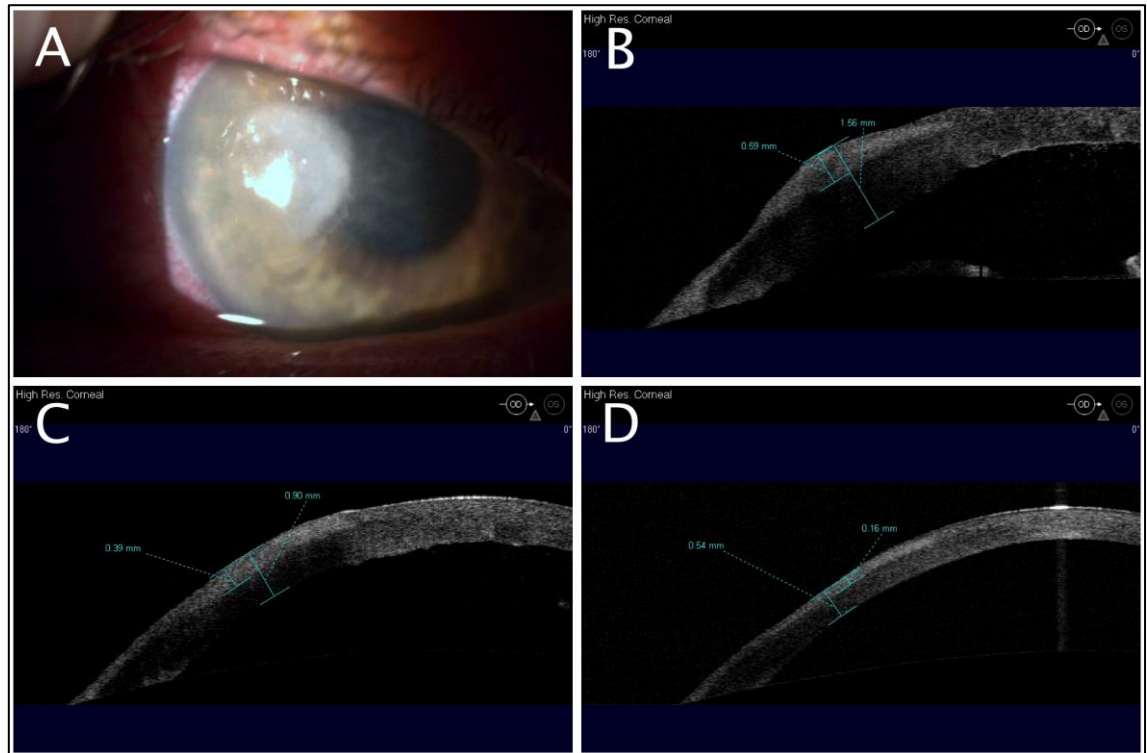 A
High Res. Corneal
OD OS
B
180° 0°
1.56 mm
0.59 mm
High Res. Corneal
OD OS
C
180° 0°
0.90 mm
0.39 mm
High Res. Corneal
OD OS
D
180° 0°
0.16 mm
0.54 mm